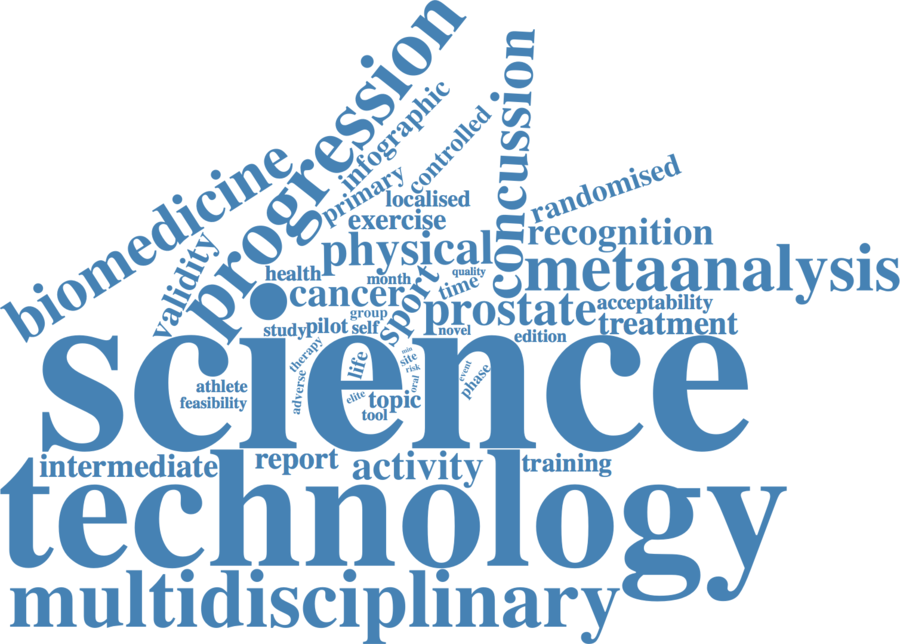 progression
infographic
controlled
concussion
biomedicine
primary
localised
randomised
exercise
validity
physical
recognition
health
month
quality
metaanalysis
cancer
sport
time
prostate
acceptability
group
study
pilot
self
novel
treatment
edition
science
therapy
adverse
life
min
site
risk
oral
event
phase
athlete
feasibility
elite
topic
tool
intermediate
report
activity
training
technology
multidisciplinary